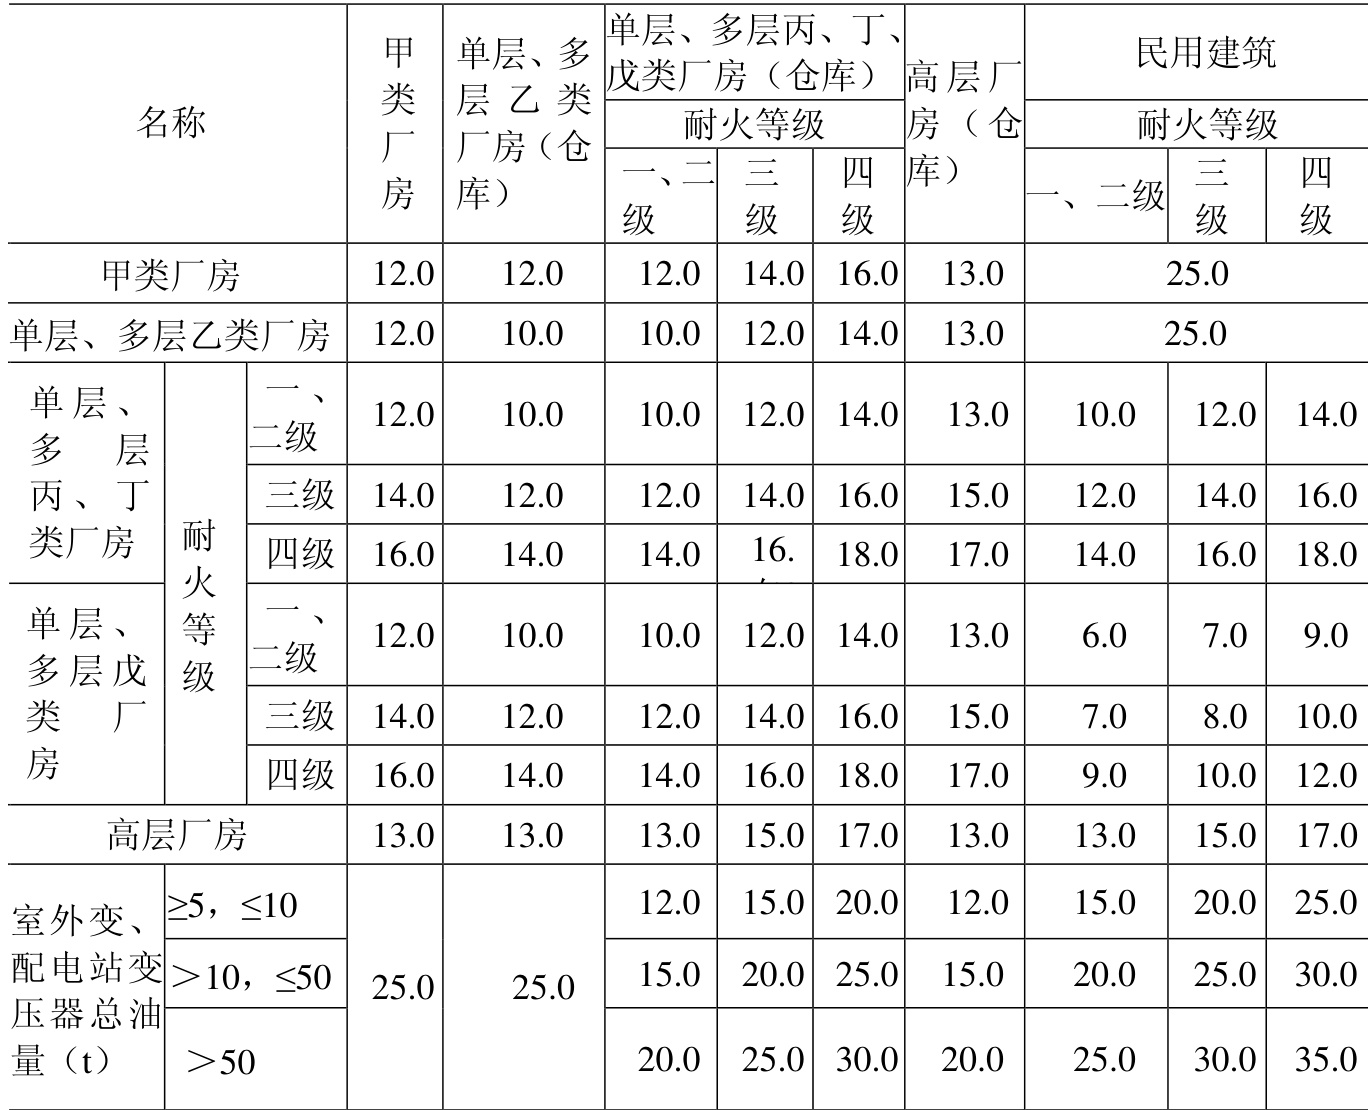 名称
甲类厂房
单层、多层乙类厂房（仓库）
单层、多层丙、丁、戊类厂房（仓库）
高层厂房（仓库）
民用建筑
耐火等级
耐火等级
一、二级
三级
四级
一、二级
三级
四级
甲类厂房 12.0 12.0 12.0 14.0 16.0 13.0 25.0
单层、多层乙类厂房 12.0 10.0 10.0 12.0 14.0 13.0 25.0
单层、多层丙、丁类厂房
耐火等级
一、二级 12.0 10.0 10.0 12.0 14.0 13.0 10.0 12.0 14.0
三级 14.0 12.0 12.0 14.0 16.0 15.0 12.0 14.0 16.0
四级 16.0 14.0 14.0 16. 18.0 17.0 14.0 16.0 18.0
单层、多层戊类厂房
一、二级 12.0 10.0 10.0 12.0 14.0 13.0 6.0 7.0 9.0
三级 14.0 12.0 12.0 14.0 16.0 15.0 7.0 8.0 10.0
四级 16.0 14.0 14.0 16.0 18.0 17.0 9.0 10.0 12.0
高层厂房 13.0 13.0 13.0 15.0 17.0 13.0 13.0 15.0 17.0
室外变、配电站变压器总油量（t）
≥5，≤10 25.0 25.0 12.0 15.0 20.0 12.0 15.0 20.0 25.0
＞10，≤50 15.0 20.0 25.0 15.0 20.0 25.0 30.0
＞50 20.0 25.0 30.0 20.0 25.0 30.0 35.0